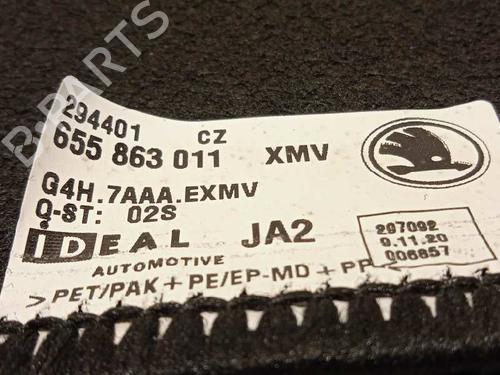 294401 CZ
655 863 011 XMV
G4H.7AAA.EXMV
Q-ST: 02S
IDEAL JA2
AUTOMOTIVE
297092
9.11.20
006857
>PET/PAK+PE/EP-MD+PP
B-PARTS